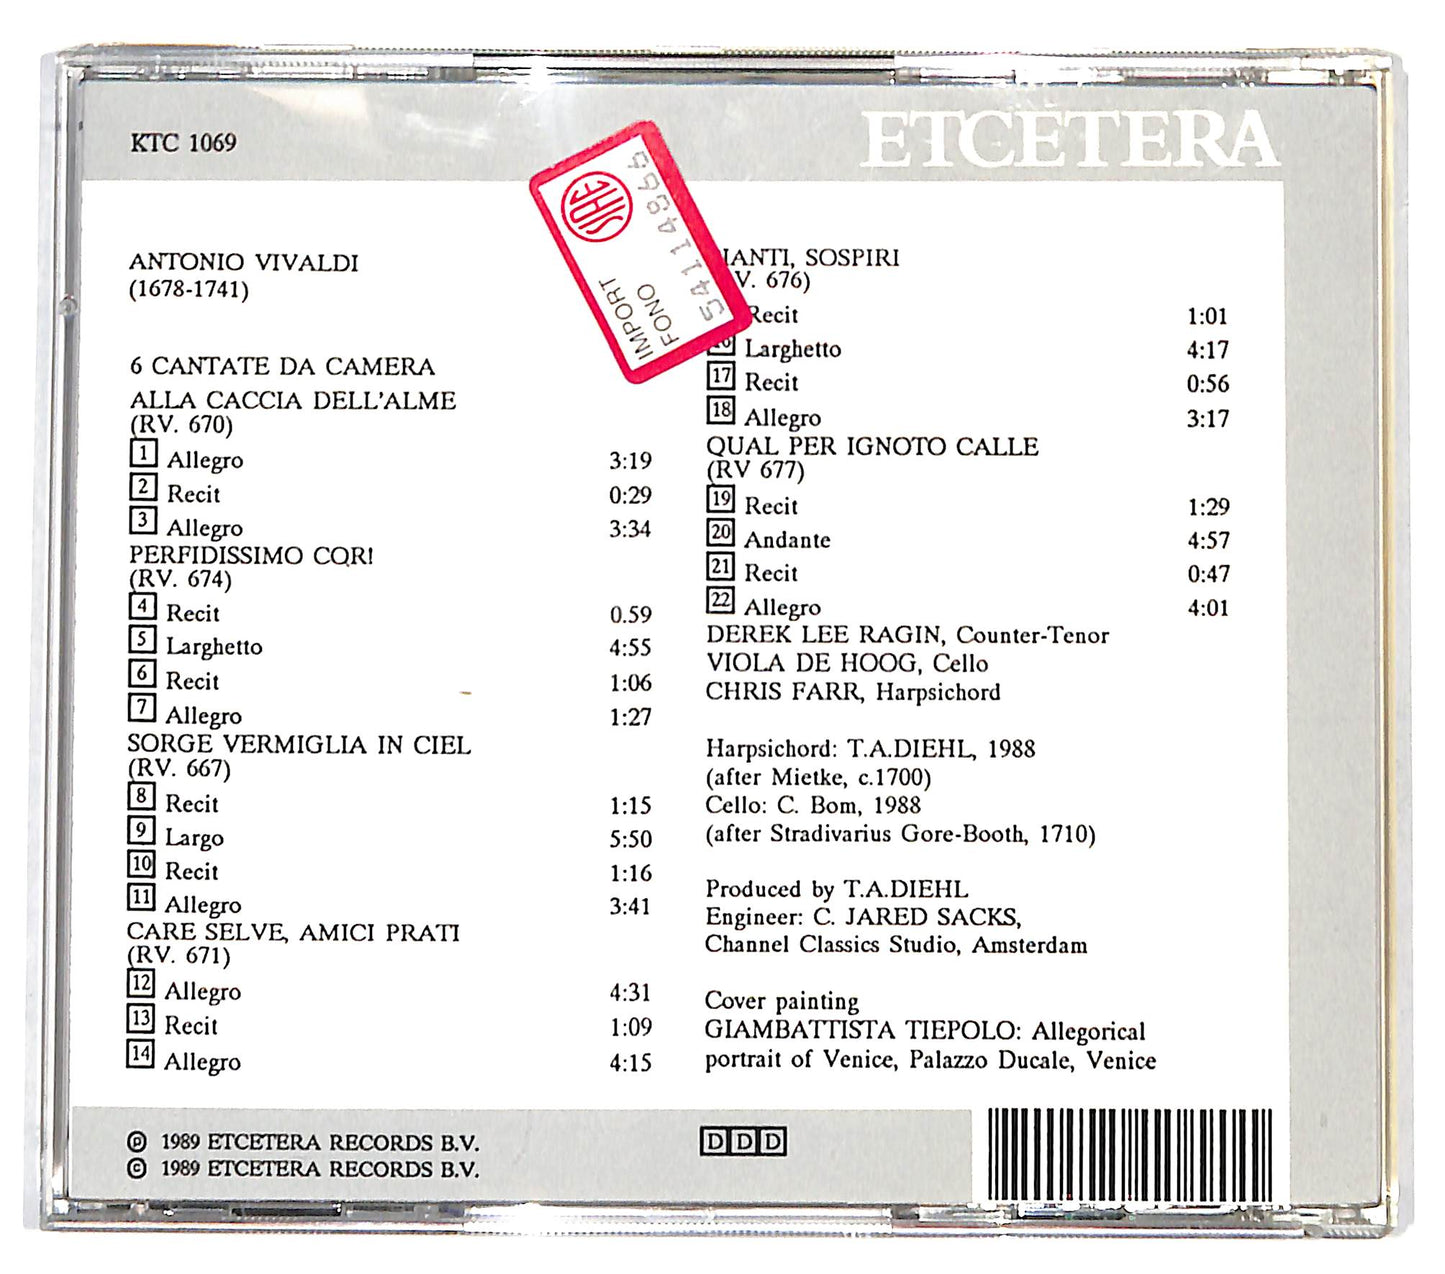 KTC 1069
ETCETERA
SIAE
5411 4866
IMPORT
FONO
ANTONIO VIVALDI
(1678-1741)
6 CANTATE DA CAMERA
ALLA CACCIA DELL'ALME
(RV. 670)
1 Allegro 3:19
2 Recit 0:29
3 Allegro 3:34
PERFIDISSIMO COR!
(RV. 674)
4 Recit 0.59
5 Larghetto 4:55
6 Recit 1:06
7 Allegro 1:27
SORGE VERMIGLIA IN CIEL
(RV. 667)
8 Recit 1:15
9 Largo 5:50
10 Recit 1:16
11 Allegro 3:41
CARE SELVE, AMICI PRATI
(RV. 671)
12 Allegro 4:31
13 Recit 1:09
14 Allegro 4:15
IANTI, SOSPIRI
V. 676)
Recit 1:01
16 Larghetto 4:17
17 Recit 0:56
18 Allegro 3:17
QUAL PER IGNOTO CALLE
(RV 677)
19 Recit 1:29
20 Andante 4:57
21 Recit 0:47
22 Allegro 4:01
DEREK LEE RAGIN, Counter-Tenor
VIOLA DE HOOG, Cello
CHRIS FARR, Harpsichord
Harpsichord: T.A.DIEHL, 1988
(after Mietke, c.1700)
Cello: C. Bom, 1988
(after Stradivarius Gore-Booth, 1710)
Produced by T.A.DIEHL
Engineer: C. JARED SACKS,
Channel Classics Studio, Amsterdam
Cover painting
GIAMBATTISTA TIEPOLO: Allegorical
portrait of Venice, Palazzo Ducale, Venice
℗ 1989 ETCETERA RECORDS B.V.
© 1989 ETCETERA RECORDS B.V.
DDD